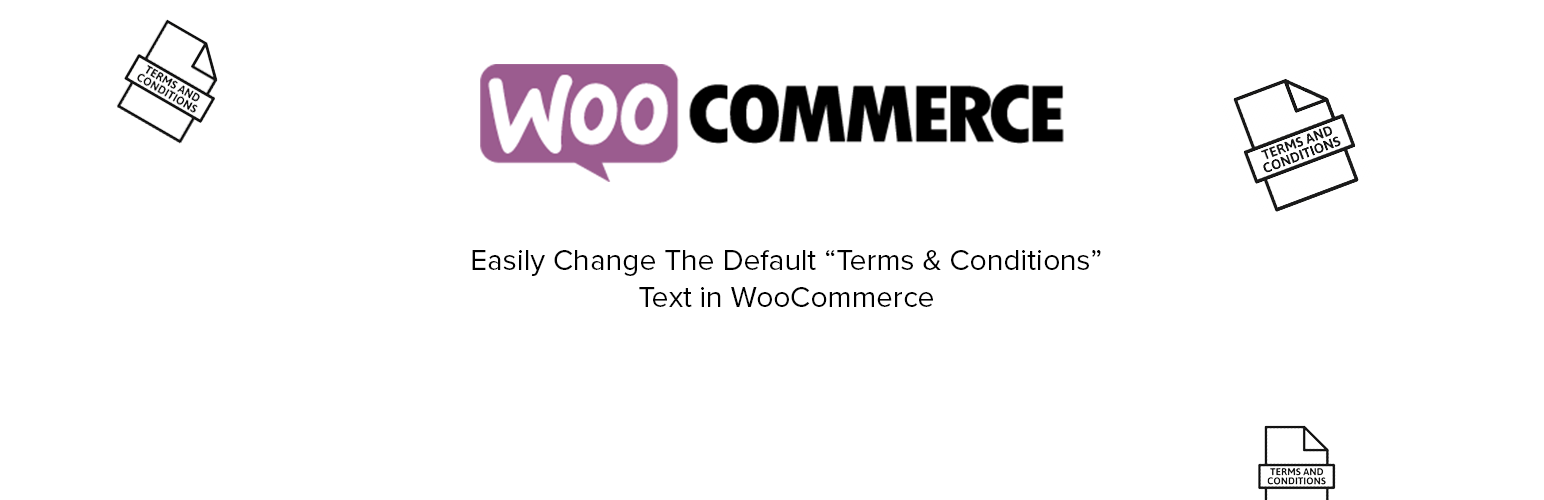 TERMS AND
CONDITIONS
WOO COMMERCE
TERMS AND
CONDITIONS
Easily Change The Default “Terms & Conditions”
Text in WooCommerce
TERMS AND
CONDITIONS